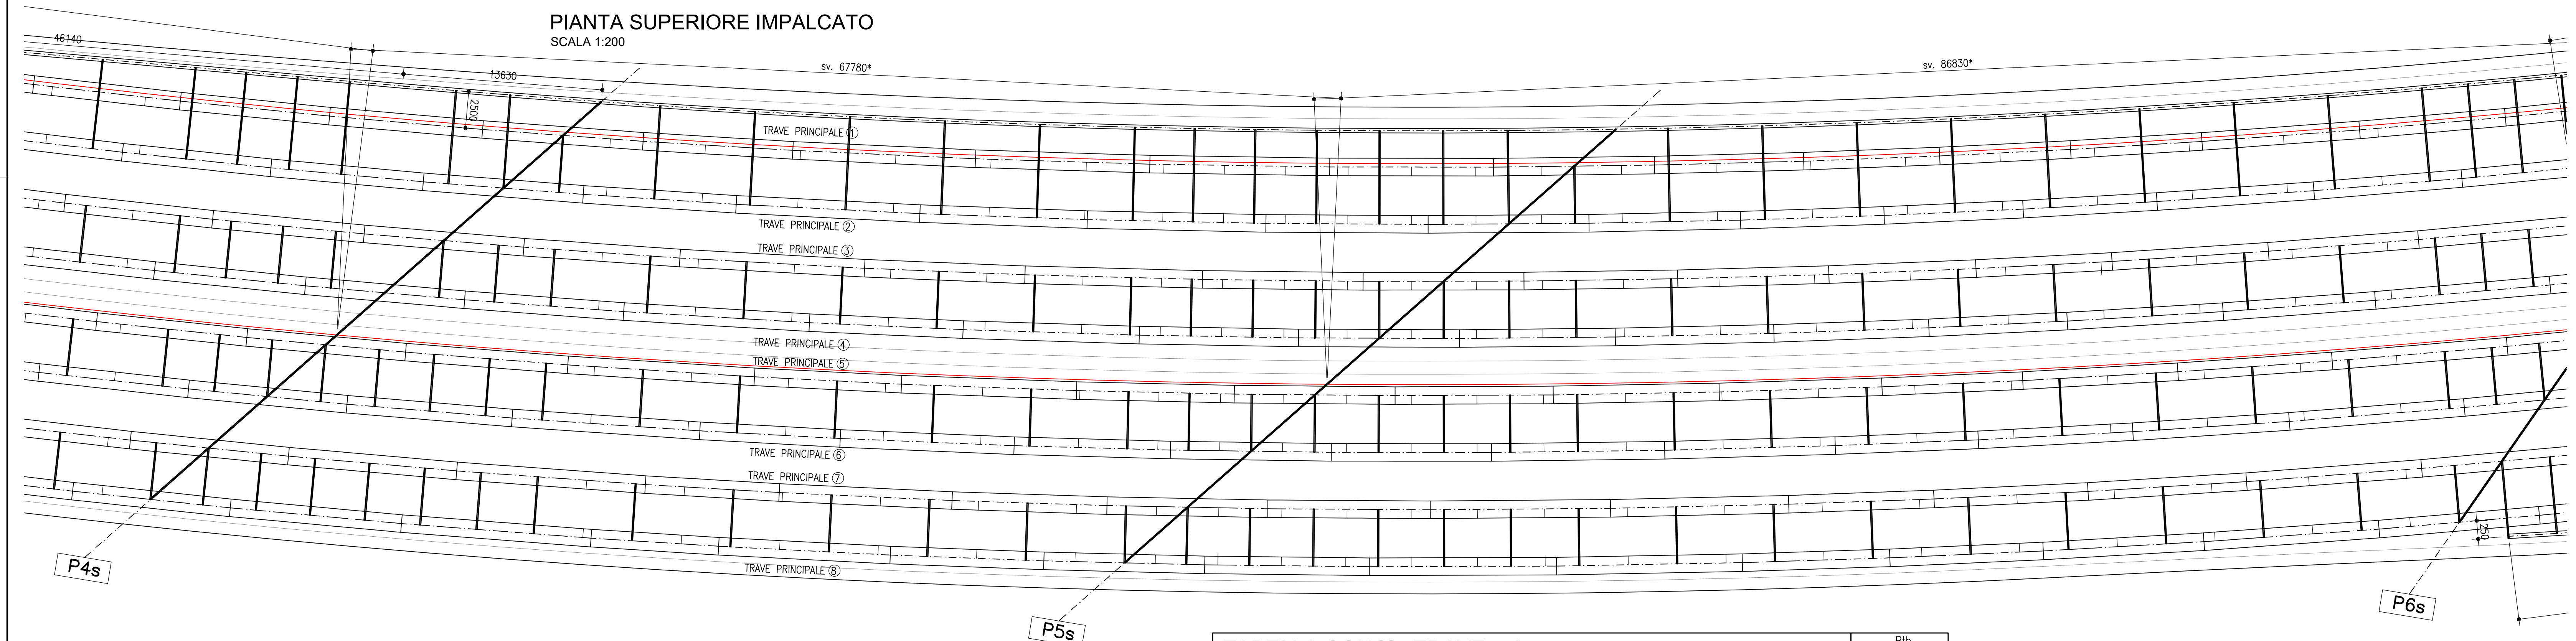 PIANTA SUPERIORE IMPALCATO
SCALA 1:200
46140
13630
sv. 67780*
sv. 86830*
2500
TRAVE PRINCIPALE 1
TRAVE PRINCIPALE 2
TRAVE PRINCIPALE 3
TRAVE PRINCIPALE 4
TRAVE PRINCIPALE 5
TRAVE PRINCIPALE 6
TRAVE PRINCIPALE 7
TRAVE PRINCIPALE 8
250
P4s
P5s
P6s